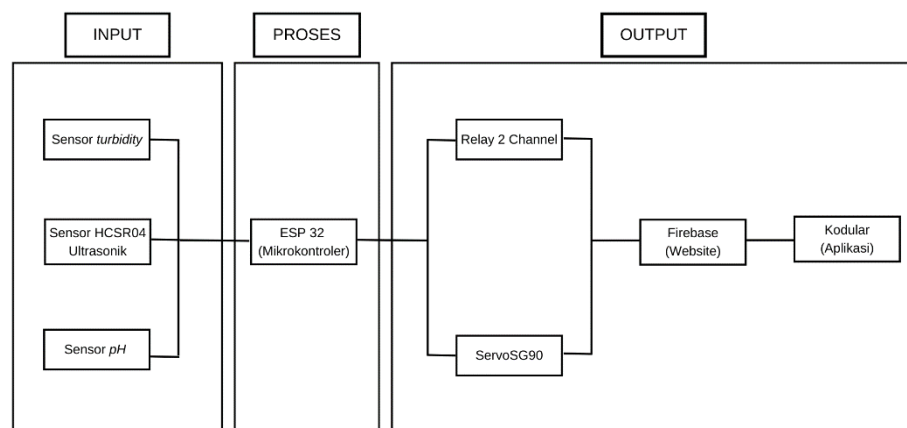 INPUT
PROSES
OUTPUT
Sensor turbidity
Sensor HCSR04
Ultrasonik
Sensor pH
ESP 32
(Mikrokontroler)
Relay 2 Channel
ServoSG90
Firebase
(Website)
Kodular
(Aplikasi)